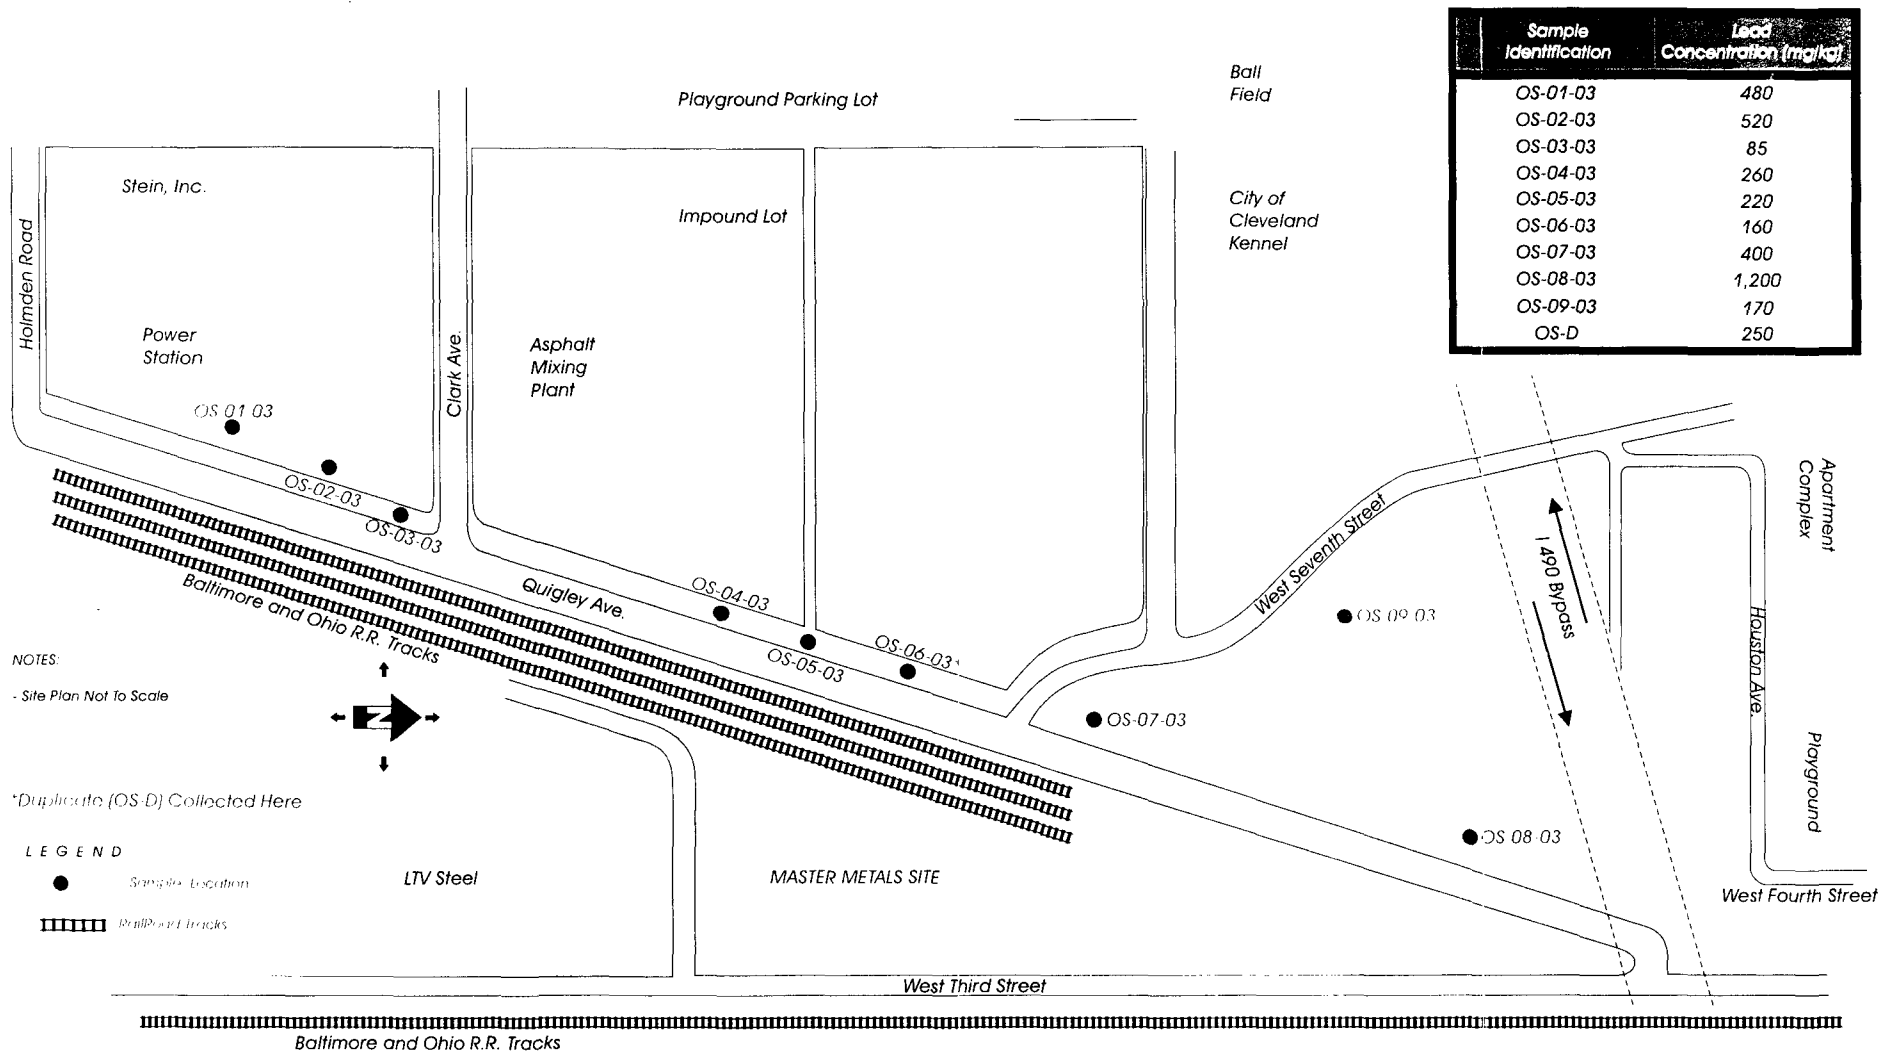 Sample
Identification
Lead
Concentration (mg/kg)
OS-01-03 480
OS-02-03 520
OS-03-03 85
OS-04-03 260
OS-05-03 220
OS-06-03 160
OS-07-03 400
OS-08-03 1,200
OS-09-03 170
OS-D 250
Playground Parking Lot
Ball
Field
Stein, Inc.
Impound Lot
City of
Cleveland
Kennel
Holmden Road
Power
Station
Clark Ave.
Asphalt
Mixing
Plant
OS-01-03
OS-02-03
OS-03-03
Quigley Ave.
OS-04-03
OS-05-03
OS-06-03*
OS-07-03
OS-09-03
OS-08-03
West Seventh Street
I 490 Bypass
Apartment
Complex
Houston Ave.
Playground
West Fourth Street
Baltimore and Ohio R.R. Tracks
NOTES:
- Site Plan Not To Scale
Z
*Duplicate (OS-D) Collected Here
LEGEND
Sample Location
RailRoad Tracks
LTV Steel
MASTER METALS SITE
West Third Street
Baltimore and Ohio R.R. Tracks